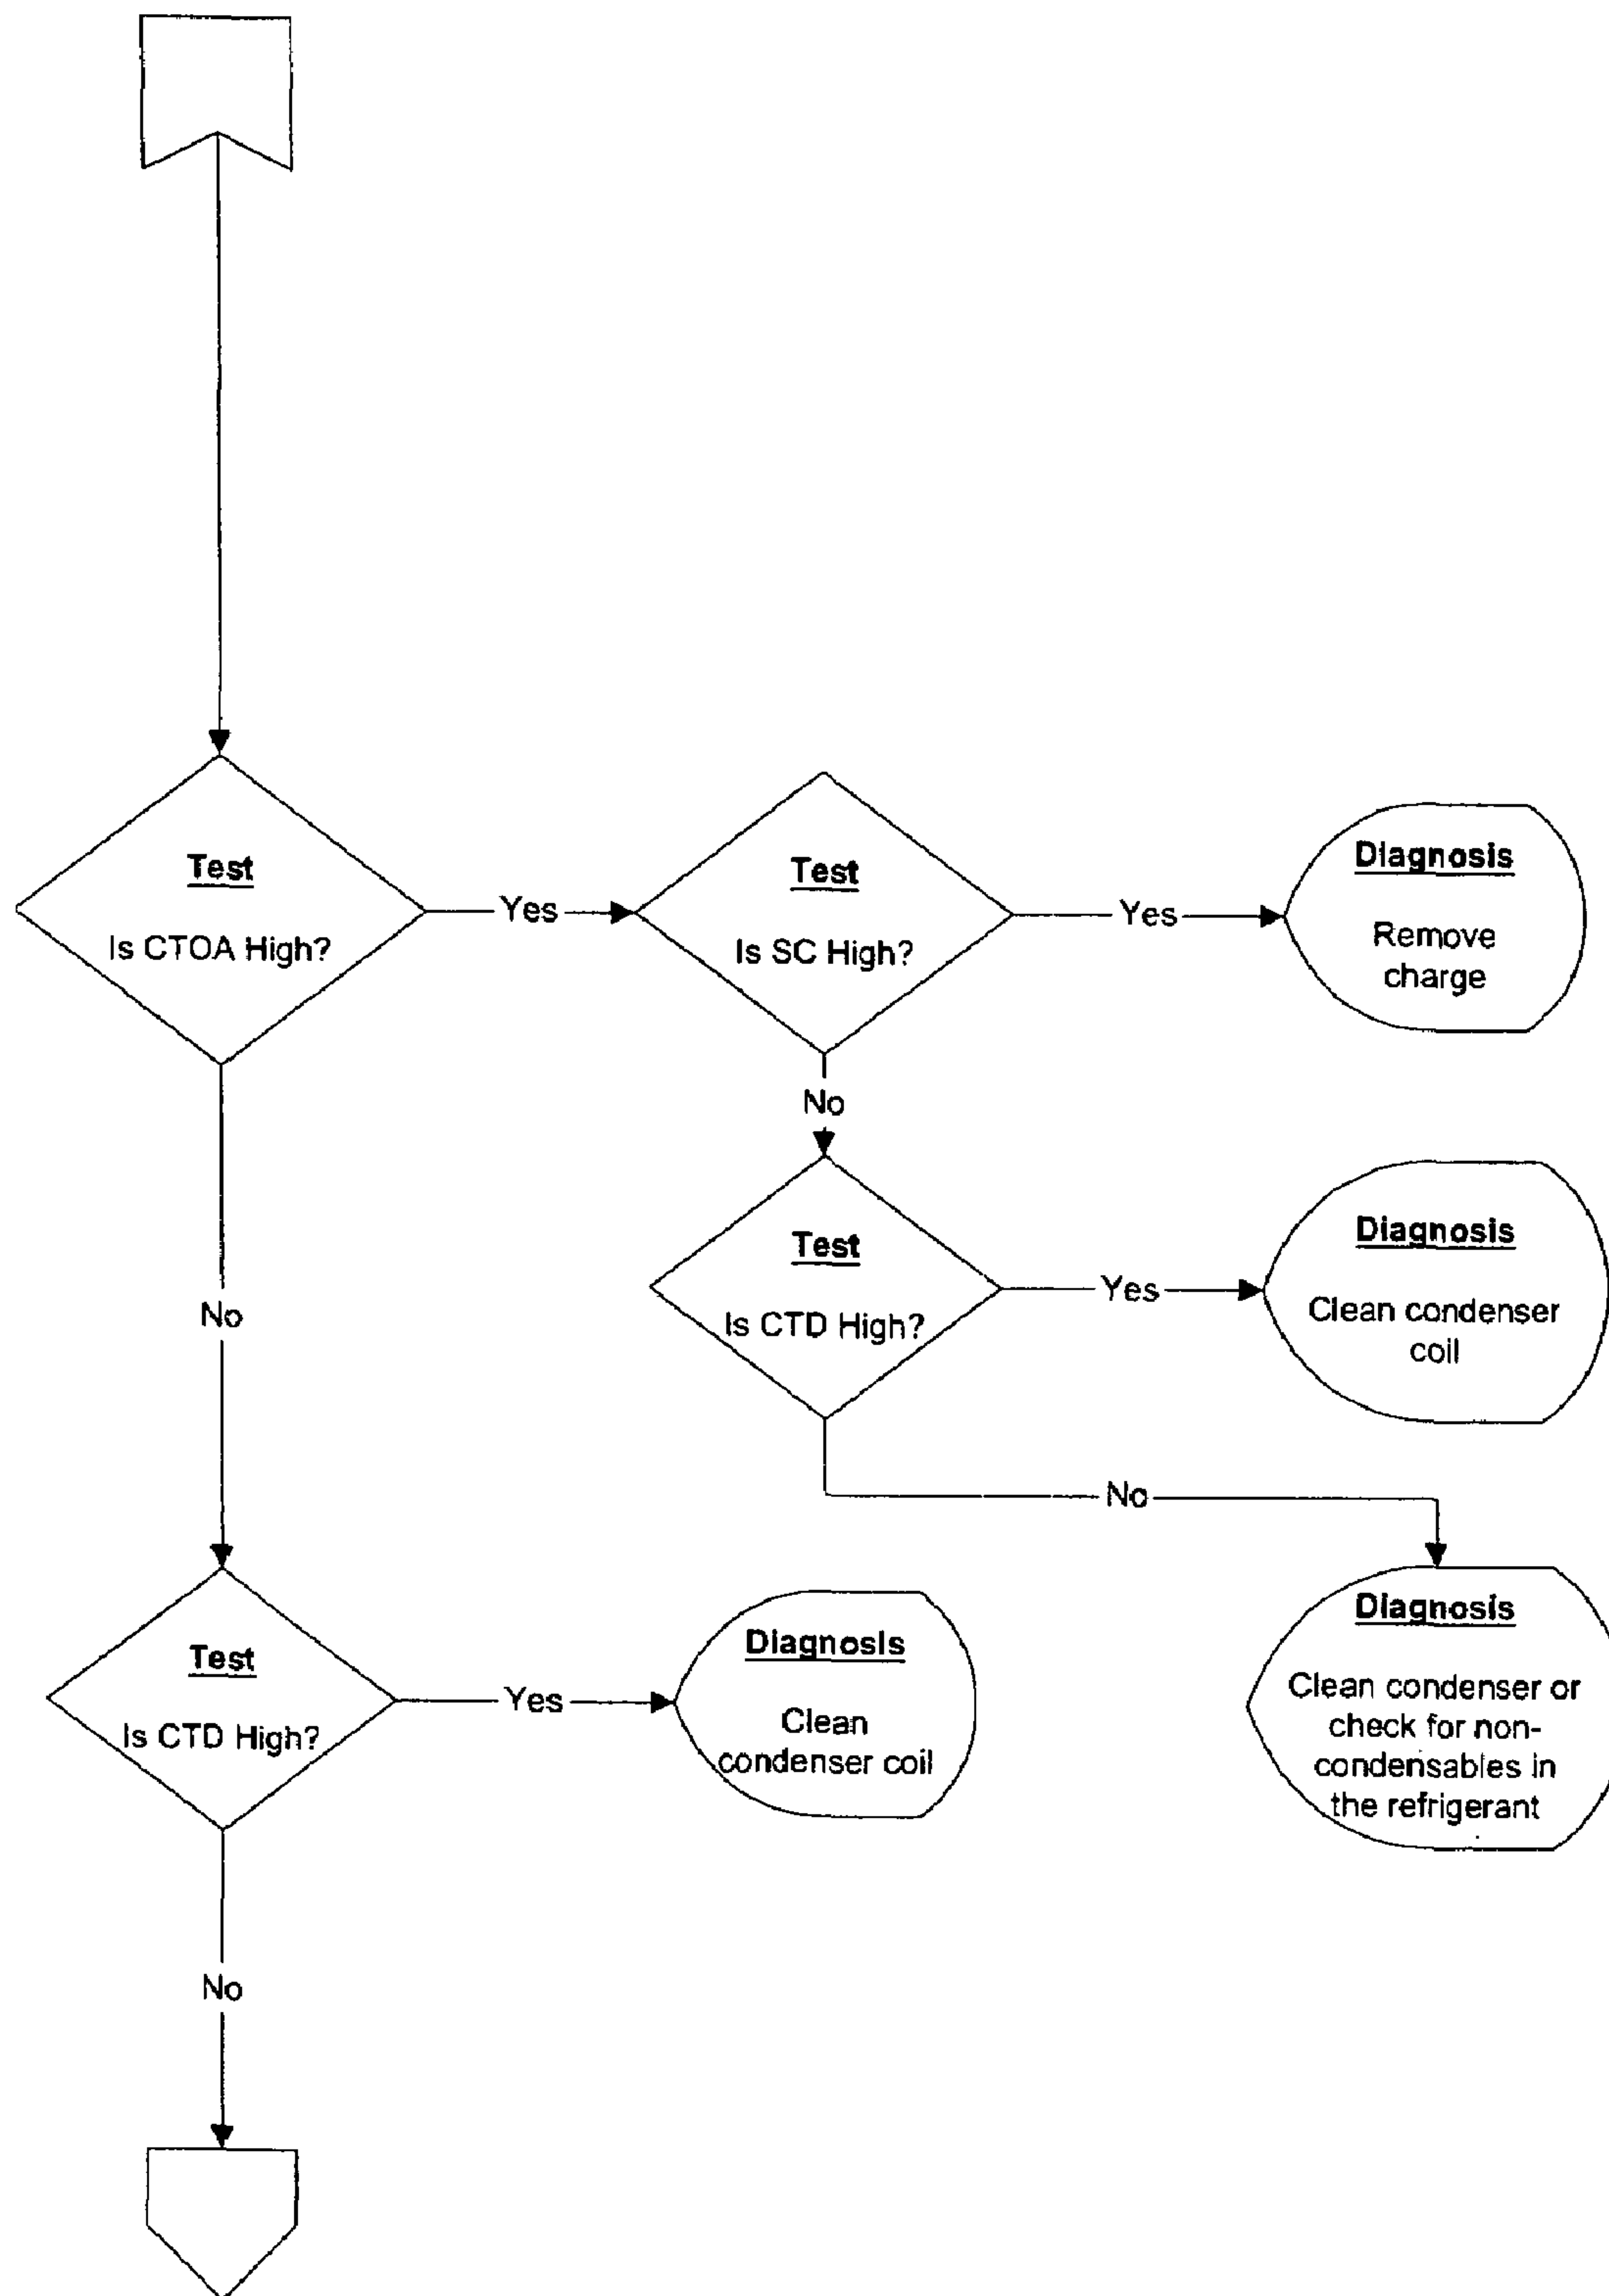 Test
Is CTOA High?
Yes
Test
Is SC High?
Yes
Diagnosis
Remove
charge
No
Test
Is CTD High?
Yes
Diagnosis
Clean condenser
coil
No
No
Diagnosis
Clean condenser or
check for non-
condensables in
the refrigerant
Test
Is CTD High?
Yes
Diagnosis
Clean
condenser coil
No